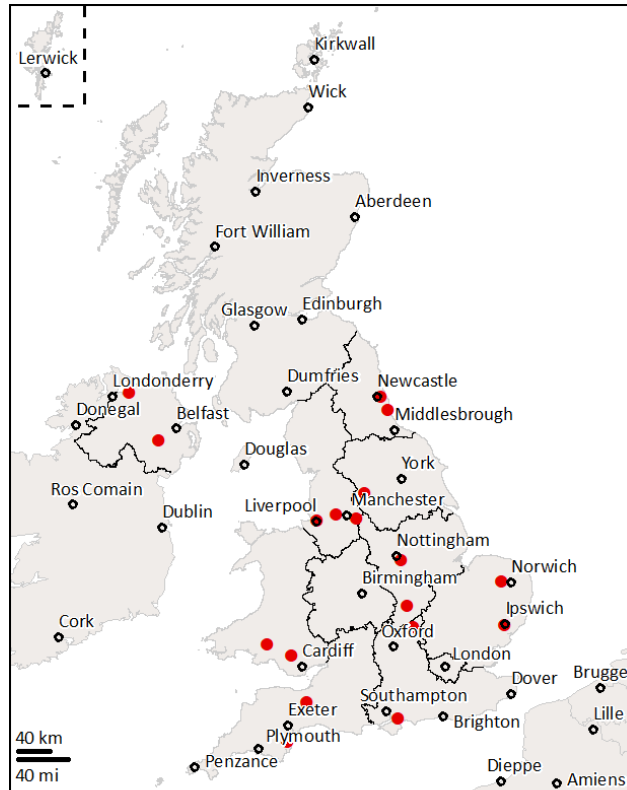 Kirkwall
Lerwick
Wick
Inverness
Aberdeen
Fort William
Glasgow
Edinburgh
Dumfries
Newcastle
Londonderry
Donegal
Belfast
Middlesbrough
Douglas
York
Ros Comain
Liverpool
Manchester
Dublin
Nottingham
Birmingham
Norwich
Ipswich
Cork
Oxford
Cardiff
London
Dover
Brugge
Southampton
Exeter
Lille
Brighton
Plymouth
40 km
Penzance
40 mi
Dieppe
Amiens